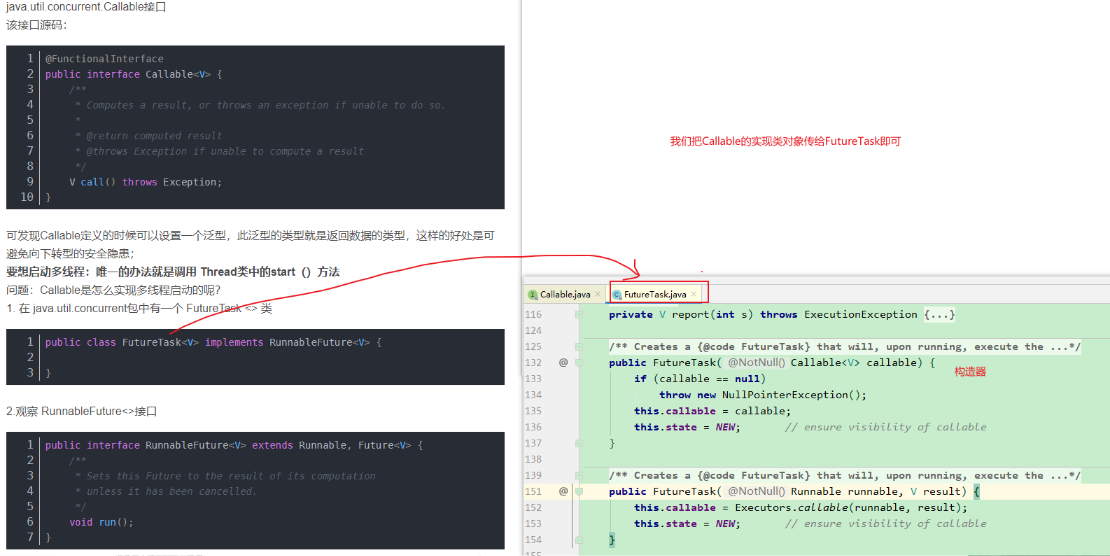 java.util.concurrent.Callable接口
该接口源码：
1 @FunctionalInterface
2 public interface Callable<V> {
3 /**
4 * Computes a result, or throws an exception if unable to do so.
5 *
6 * @return computed result
7 * @throws Exception if unable to compute a result
8 */
9 V call() throws Exception;
10 }
可发现Callable定义的时候可以设置一个泛型，此泛型的类型就是返回数据的类型，这样的好处是可
避免向下转型的安全隐患；
要想启动多线程：唯一的办法就是调用 Thread类中的start（）方法
问题：Callable是怎么实现多线程启动的呢？
1. 在 java.util.concurrent包中有一个 FutureTask <> 类
1 public class FutureTask<V> implements RunnableFuture<V> {
2
3 }
2.观察 RunnableFuture<>接口
1 public interface RunnableFuture<V> extends Runnable, Future<V> {
2 /**
3 * Sets this Future to the result of its computation
4 * unless it has been cancelled.
5 */
6 void run();
7 }
我们把Callable的实现类对象传给FutureTask即可
Callable.java × FutureTask.java ×
116 private V report(int s) throws ExecutionException {...}
124
125 /** Creates a {@code FutureTask} that will, upon running, execute the ...*/
132 @ public FutureTask( @NotNull() Callable<V> callable) {
构造器
133 if (callable == null)
134 throw new NullPointerException();
135 this.callable = callable;
136 this.state = NEW; // ensure visibility of callable
137 }
138
139 /** Creates a {@code FutureTask} that will, upon running, execute the ...*/
151 @ public FutureTask( @NotNull() Runnable runnable, V result) {
152 this.callable = Executors.callable(runnable, result);
153 this.state = NEW; // ensure visibility of callable
154 }